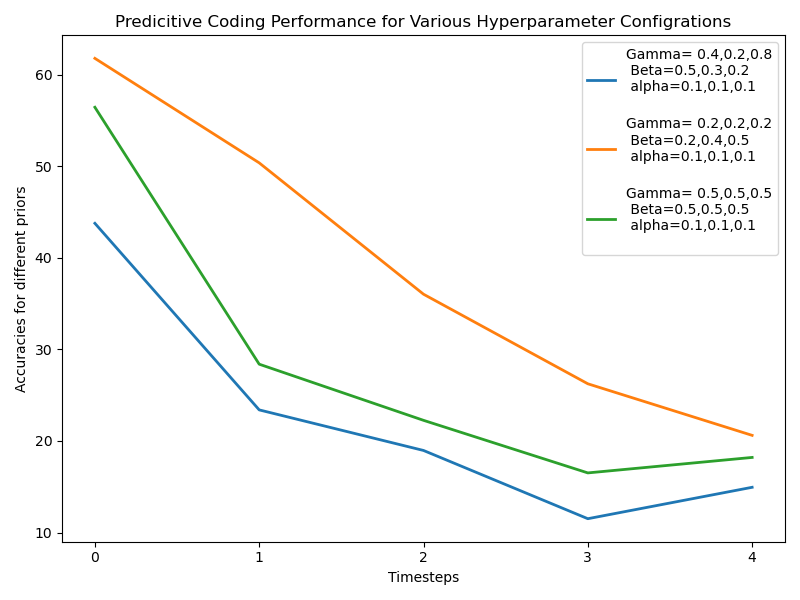 Predicitive Coding Performance for Various Hyperparameter Configrations
Gamma= 0.4,0.2,0.8
Beta=0.5,0.3,0.2
alpha=0.1,0.1,0.1
Gamma= 0.2,0.2,0.2
Beta=0.2,0.4,0.5
alpha=0.1,0.1,0.1
Gamma= 0.5,0.5,0.5
Beta=0.5,0.5,0.5
alpha=0.1,0.1,0.1
Accuracies for different priors
60
50
40
30
20
10
0 1 2 3 4
Timesteps